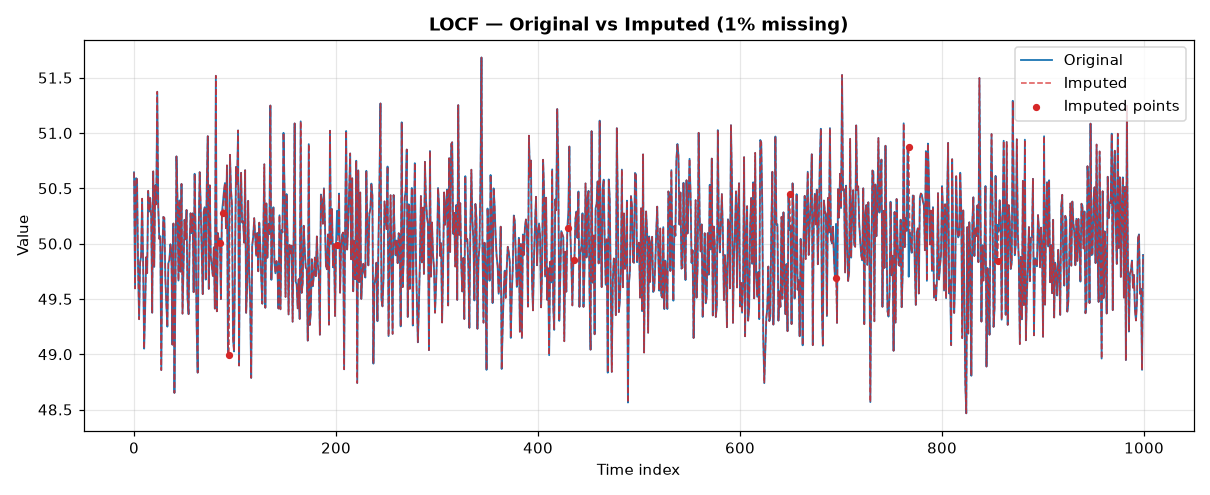 LOCF — Original vs Imputed (1% missing)
Original
Imputed
Imputed points
Value
51.5
51.0
50.5
50.0
49.5
49.0
48.5
0 200 400 600 800 1000
Time index